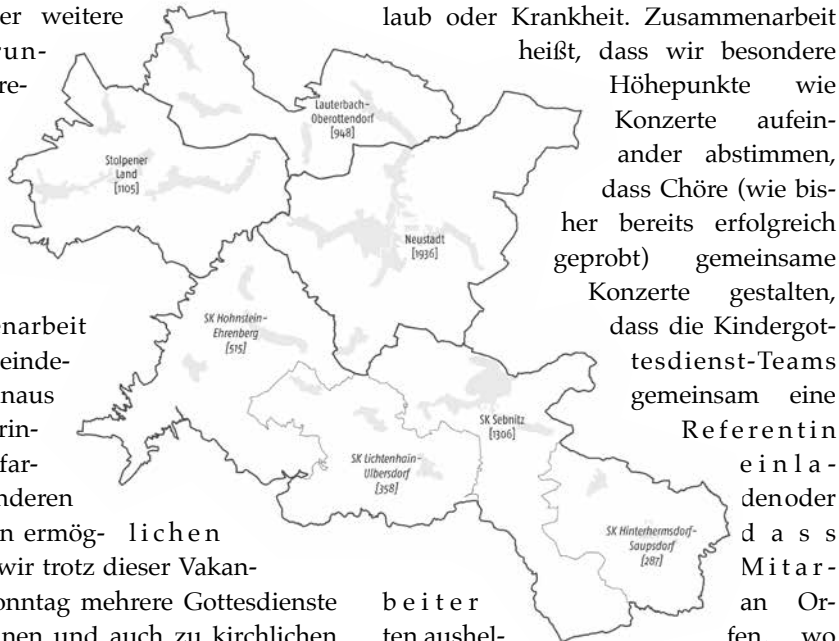 er weitere
run-
re-
enarbeit
einde-
naus
rin-
far-
nderen
n ermög- lichen
wir trotz dieser Vakan-
onntag mehrere Gottesdienste
nen und auch zu kirchlichen
Lauterbach-
Oberottendorf
[948]
Stolpener
Land
[1105]
Neustadt
[1936]
SK Hohnstein-
Ehrenberg
[515]
SK Sebnitz
[1306]
SK Lichtenhain-
Ulbersdorf
[358]
SK Hinterhermsdorf-
Saupsdorf
[287]
laub oder Krankheit. Zusammenarbeit
heißt, dass wir besondere
Höhepunkte wie
Konzerte aufein-
ander abstimmen,
dass Chöre (wie bis-
her bereits erfolgreich
geprobt) gemeinsame
Konzerte gestalten,
dass die Kindergot-
tesdienst-Teams
gemeinsam eine
Referentin
einla-
den oder
dass
Mitar-
beiter an Or-
ten aushel- fen, wo